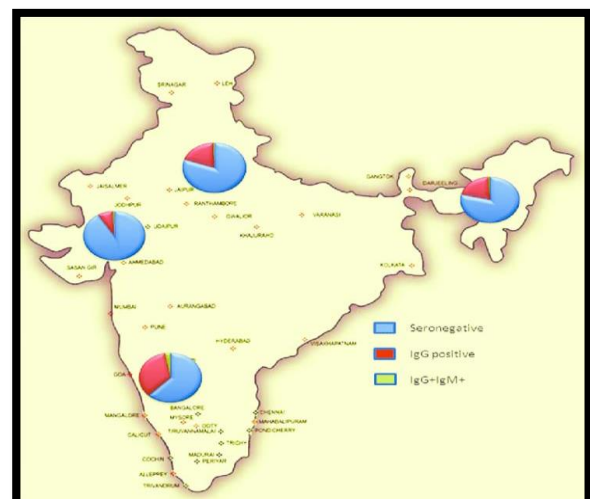 SRINAGAR
LEH
JAISALMER
JAIPUR
JODHPUR
RANTHAMBORE
UDAIPUR
GWALIOR
VARANASI
KHAJURAHO
GANGTOK
DARJEELING
SASAN GIR
AHMEDABAD
KOLKATA
MUMBAI
AURANGABAD
PUNE
HYDERABAD
VISAKHAPATNAM
Seronegative
IgG positive
IgG+IgM+
GOA
BANGALORE
CHENNAI
MANGALORE
MYSORE
OOTY
MAHABALIPURAM
TIRUVANNAMALAI
PONDICHERRY
CALICUT
TRICHY
COCHIN
MADURAI
PERIYAR
ALLEPPEY
TRIVANDRUM